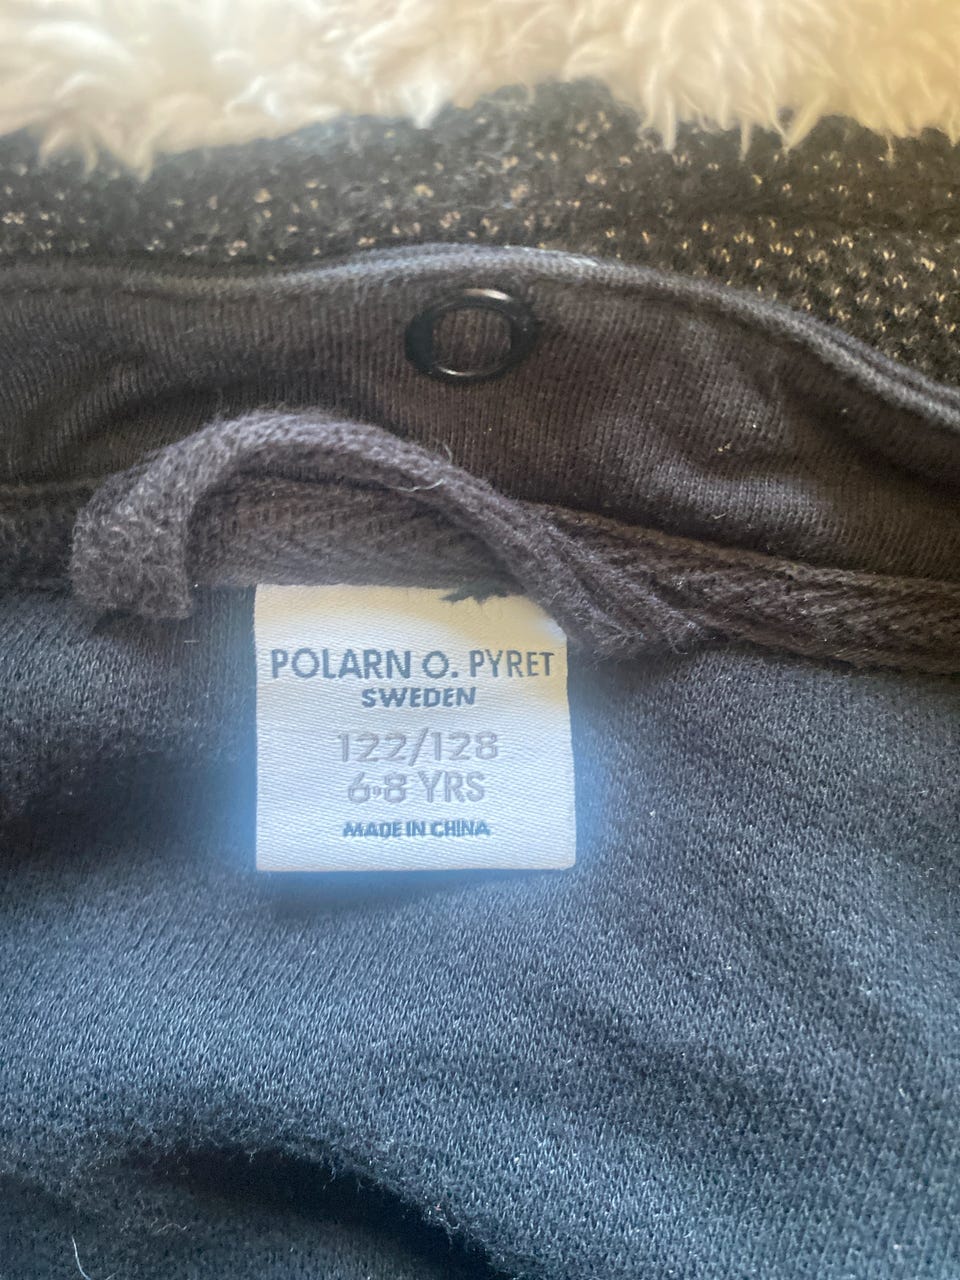 POLARN O. PYRET
SWEDEN
122/128
6-8 YRS
MADE IN CHINA